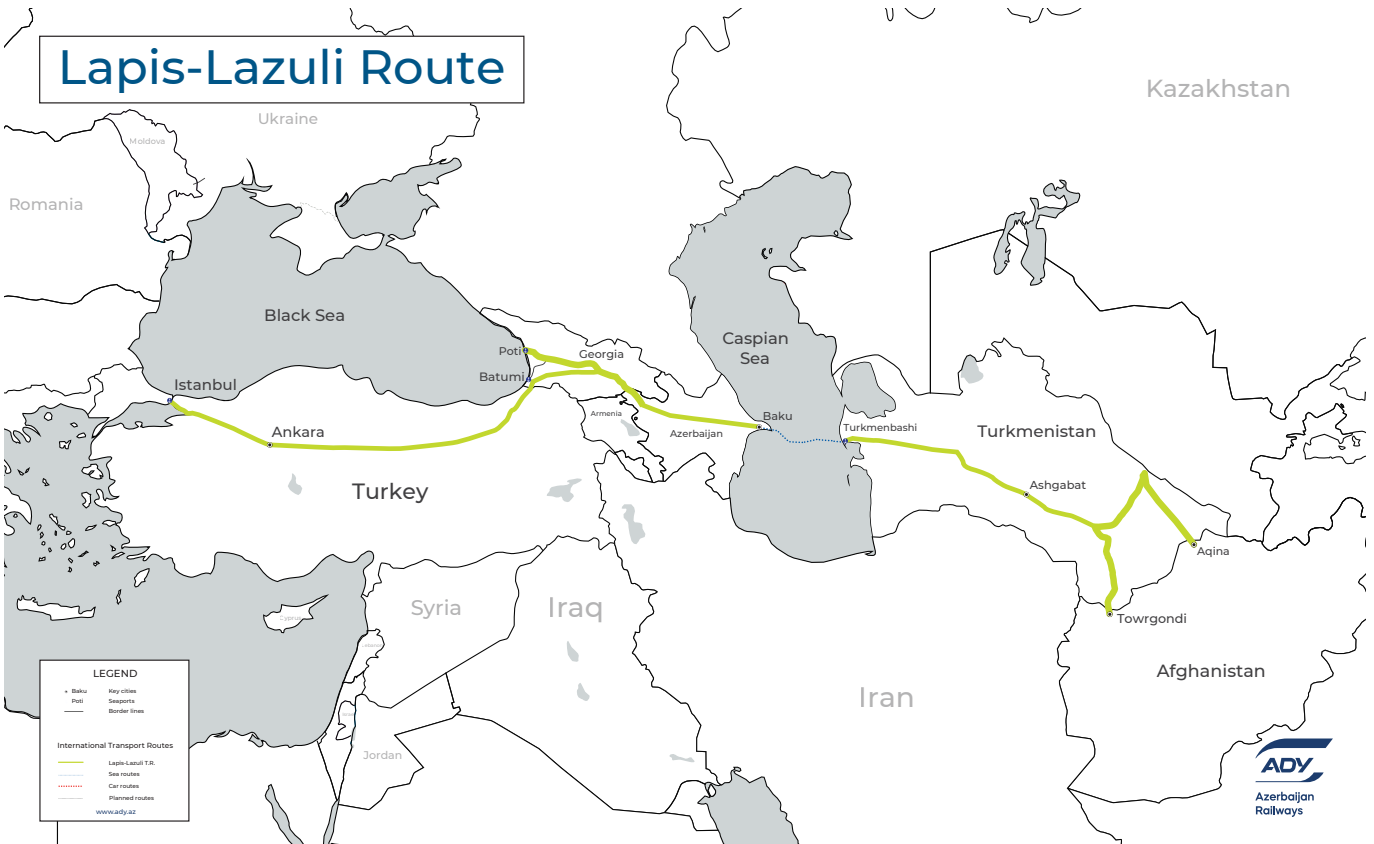 Lapis-Lazuli Route
Kazakhstan
Ukraine
Moldova
Romania
Black Sea
Caspian
Sea
Poti
Georgia
Batumi
Istanbul
Armenia
Baku
Azerbaijan
Turkmenbashi
Turkmenistan
Ankara
Turkey
Ashgabat
Aqina
Towrgondi
Syria
Iraq
Cyprus
Iran
Afghanistan
Jordan
LEGEND
Baku Key cities
Poti Seaports
Border lines
International Transport Routes
Lapis-Lazuli T.R.
Sea routes
Car routes
Planned routes
www.ady.az
ADY
Azerbaijan
Railways